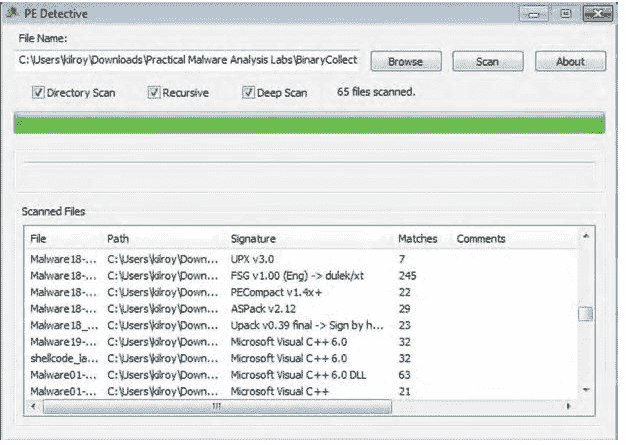 PE Detective
File Name:
C:\Users\kilroy\Downloads\Practical Malware Analysis Labs\BinaryCollect Browse Scan About
Directory Scan Recursive Deep Scan 65 files scanned.
Scanned Files
File Path Signature Matches Comments
Malware18-... C:\Users\kilroy\Down... UPX v3.0 7
Malware18-... C:\Users\kilroy\Down... FSG v1.00 (Eng) -> dulek/xt 245
Malware18-... C:\Users\kilroy\Down... PECompact v1.4x+ 22
Malware18-... C:\Users\kilroy\Down... ASPack v2.12 29
Malware18_... C:\Users\kilroy\Down... Upack v0.39 final -> Sign by h... 23
Malware19-... C:\Users\kilroy\Down... Microsoft Visual C++ 6.0 32
shellcode_la... C:\Users\kilroy\Down... Microsoft Visual C++ 6.0 32
Malware01-... C:\Users\kilroy\Down... Microsoft Visual C++ 6.0 DLL 63
Malware01-... C:\Users\kilroy\Down... Microsoft Visual C++ 21